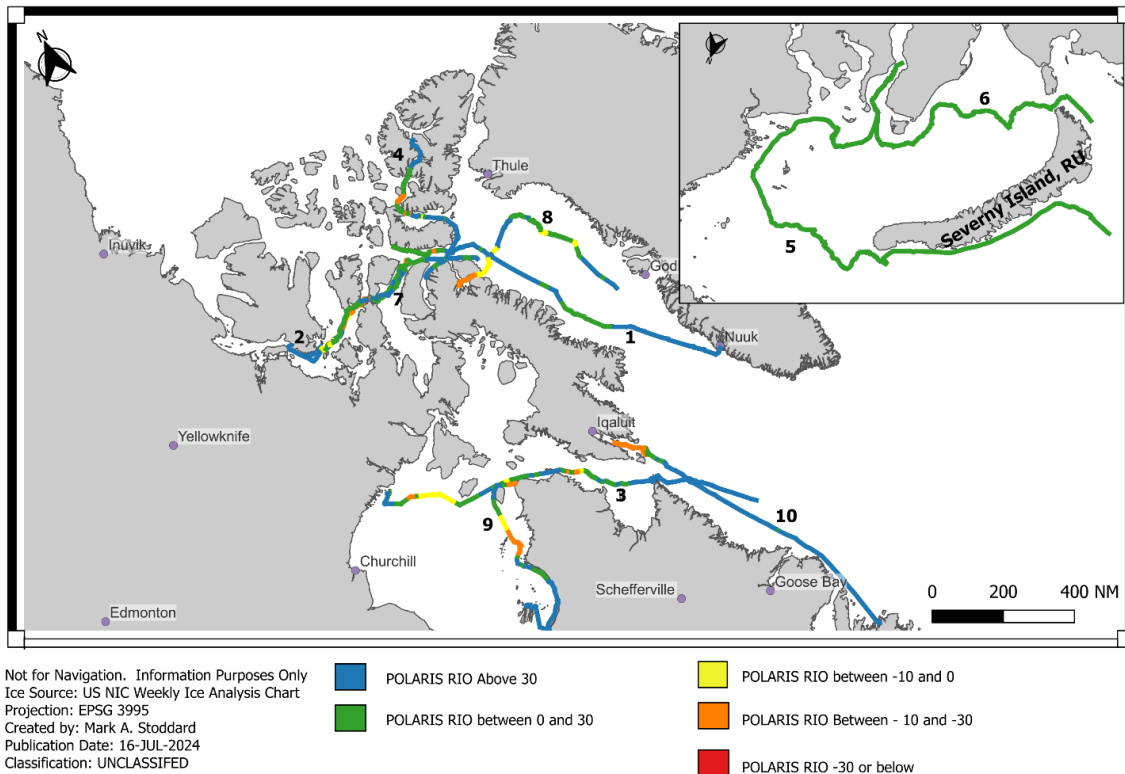 N
N
4
Thule
6
Severny Island, RU
5
8
Inuvik
God
7
1
2
Nuuk
Iqaluit
Yellowknife
3
10
9
Churchill
Schefferville
Goose Bay
0 200 400 NM
Edmonton
Not for Navigation. Information Purposes Only
Ice Source: US NIC Weekly Ice Analysis Chart
Projection: EPSG 3995
Created by: Mark A. Stoddard
Publication Date: 16-JUL-2024
Classification: UNCLASSIFED
POLARIS RIO Above 30
POLARIS RIO between 0 and 30
POLARIS RIO between -10 and 0
POLARIS RIO Between - 10 and -30
POLARIS RIO -30 or below